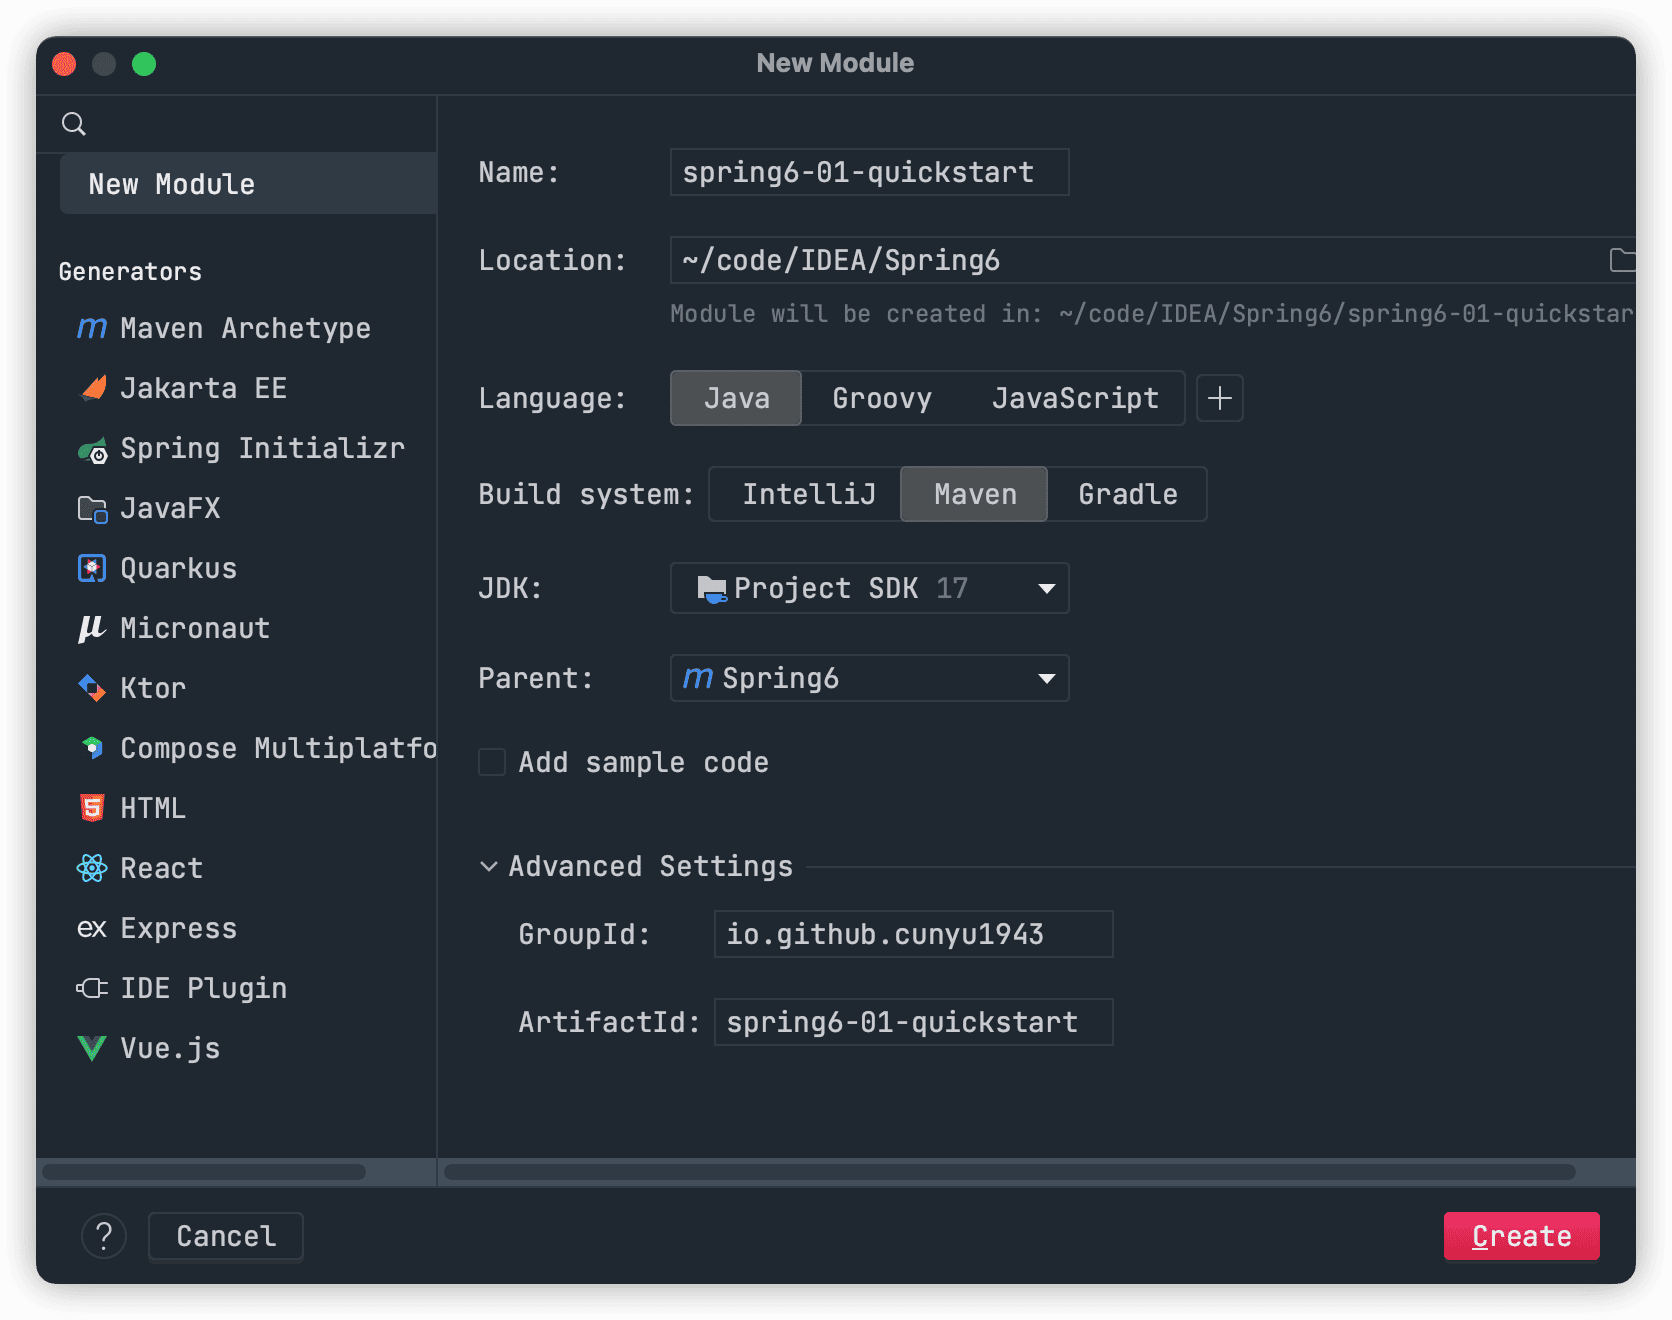 New Module
New Module
Generators
Maven Archetype
Jakarta EE
Spring Initializr
JavaFX
Quarkus
Micronaut
Ktor
Compose Multiplatfo
HTML
React
Express
IDE Plugin
Vue.js
Name: spring6-01-quickstart
Location: ~/code/IDEA/Spring6
Module will be created in: ~/code/IDEA/Spring6/spring6-01-quickstar
Language: Java Groovy JavaScript
Build system: IntelliJ Maven Gradle
JDK: Project SDK 17
Parent: Spring6
Add sample code
Advanced Settings
GroupId: io.github.cunyu1943
ArtifactId: spring6-01-quickstart
? Cancel Create